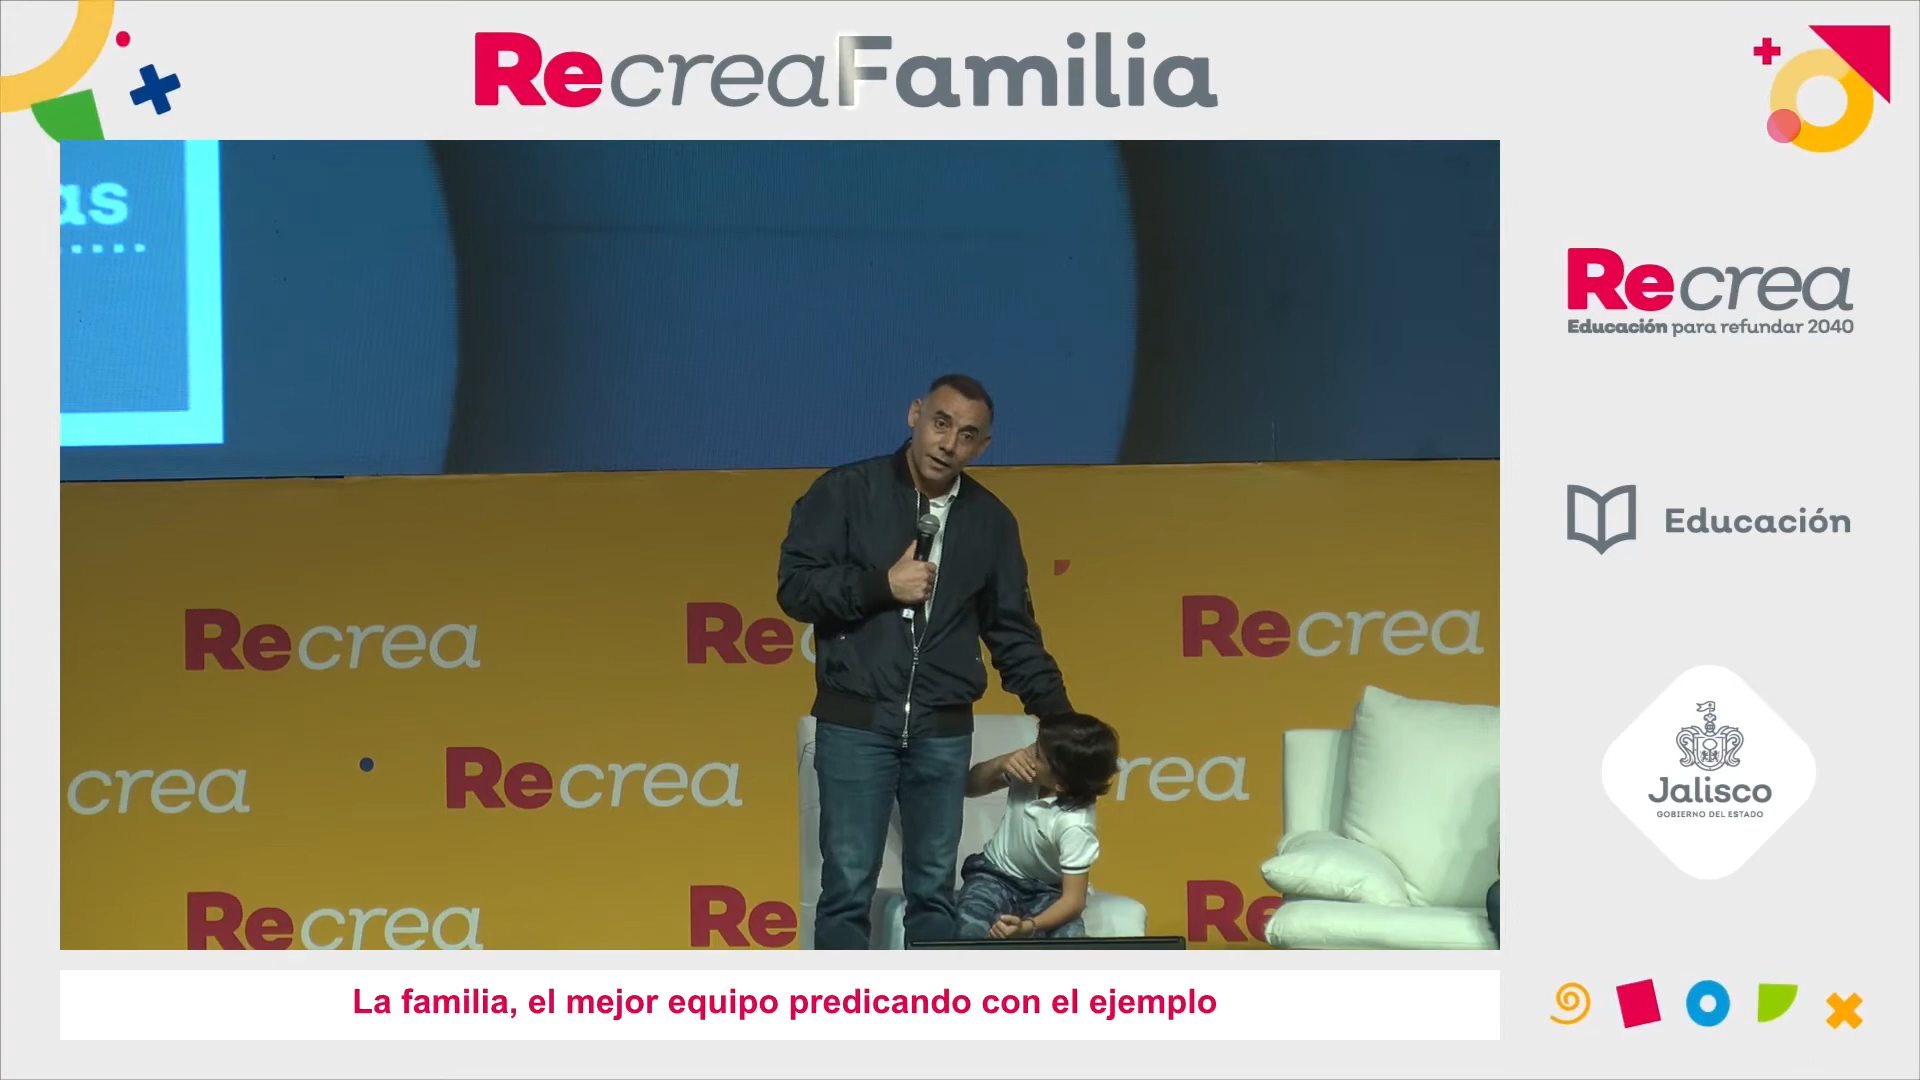 RecreaFamilia
as
Recrea
Educación para refundar 2040
Educación
Recrea
Re
Recrea
Jalisco
GOBIERNO DEL ESTADO
crea
Recrea
rea
Recrea
Re
Re
La familia, el mejor equipo predicando con el ejemplo